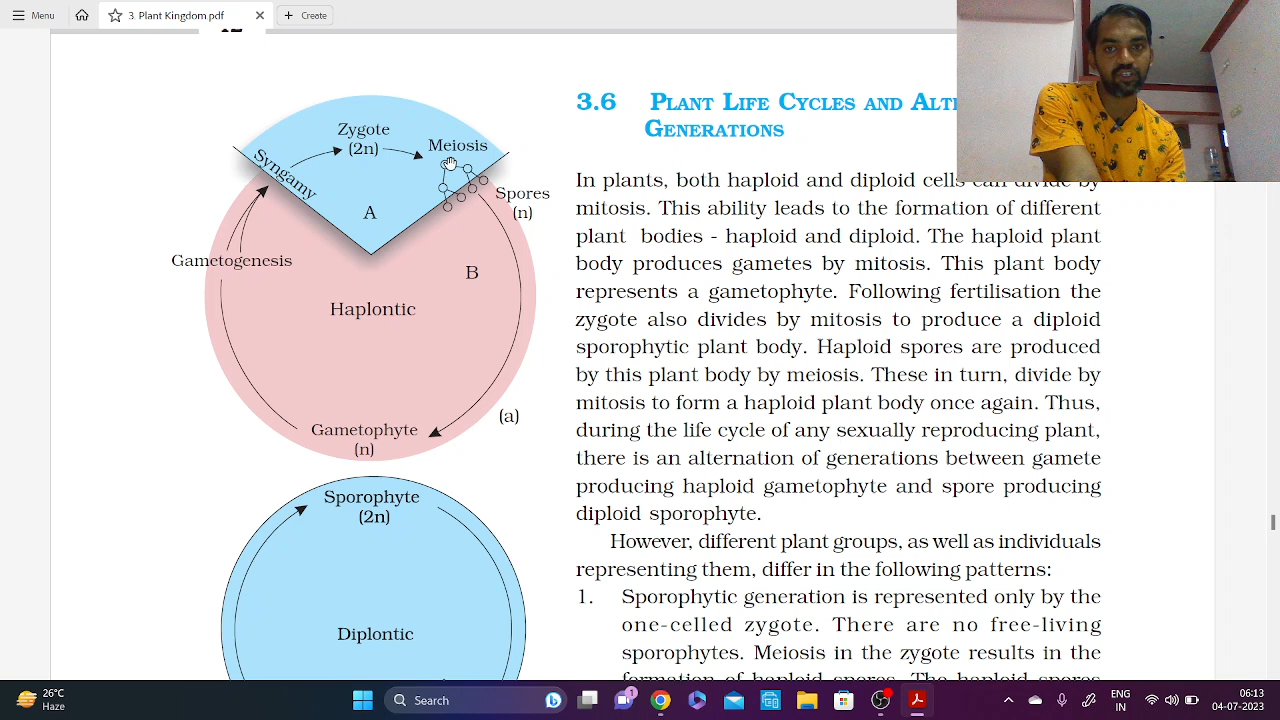 Menu
3. Plant Kingdom.pdf
Create
Zygote
(2n)
Meiosis
Syngamy
Spores
(n)
A
Gametogenesis
B
Haplontic
(a)
Gametophyte
(n)
Sporophyte
(2n)
Diplontic
3.6 PLANT LIFE CYCLES AND
GENERATIONS
In plants, both haploid and diploid cells can divide by
mitosis. This ability leads to the formation of different
plant bodies - haploid and diploid. The haploid plant
body produces gametes by mitosis. This plant body
represents a gametophyte. Following fertilisation the
zygote also divides by mitosis to produce a diploid
sporophytic plant body. Haploid spores are produced
by this plant body by meiosis. These in turn, divide by
mitosis to form a haploid plant body once again. Thus,
during the life cycle of any sexually reproducing plant,
there is an alternation of generations between gamete
producing haploid gametophyte and spore producing
diploid sporophyte.
However, different plant groups, as well as individuals
representing them, differ in the following patterns:
1. Sporophytic generation is represented only by the
one-celled zygote. There are no free-living
sporophytes. Meiosis in the zygote results in the
formation of haploid spores. The haploid spores
26°C
Haze
Search
1
ENG
IN
06:13
04-07-2023